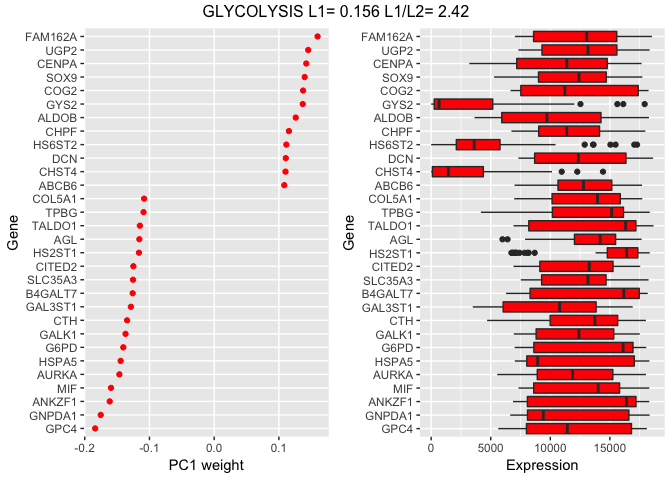 GLYCOLYSIS L1= 0.156 L1/L2= 2.42
Gene
FAM162A
UGP2
CENPA
SOX9
COG2
GYS2
ALDOB
CHPF
HS6ST2
DCN
CHST4
ABCB6
COL5A1
TPBG
TALDO1
AGL
HS2ST1
CITED2
SLC35A3
B4GALT7
GAL3ST1
CTH
GALK1
G6PD
HSPA5
AURKA
MIF
ANKZF1
GNPDA1
GPC4
-0.2 -0.1 0.0 0.1
PC1 weight
Gene
FAM162A
UGP2
CENPA
SOX9
COG2
GYS2
ALDOB
CHPF
HS6ST2
DCN
CHST4
ABCB6
COL5A1
TPBG
TALDO1
AGL
HS2ST1
CITED2
SLC35A3
B4GALT7
GAL3ST1
CTH
GALK1
G6PD
HSPA5
AURKA
MIF
ANKZF1
GNPDA1
GPC4
0 5000 10000 15000
Expression